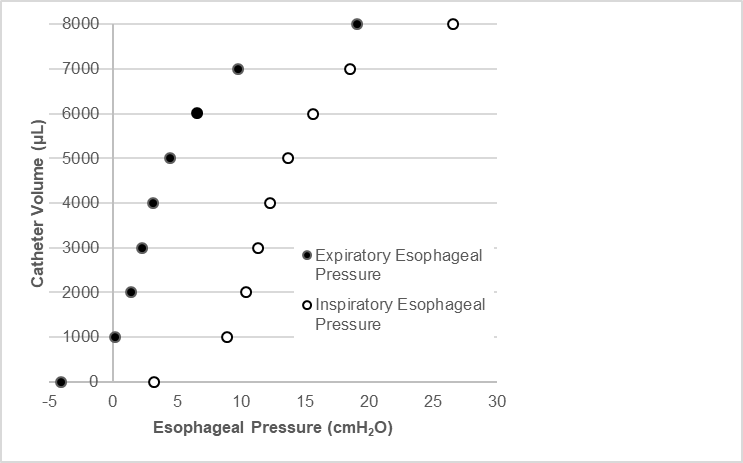 8000
7000
6000
5000
4000
3000
2000
1000
0
Catheter Volume (µL)
-5 0 5 10 15 20 25 30
Esophageal Pressure (cmH₂O)
Expiratory Esophageal
Pressure
Inspiratory Esophageal
Pressure